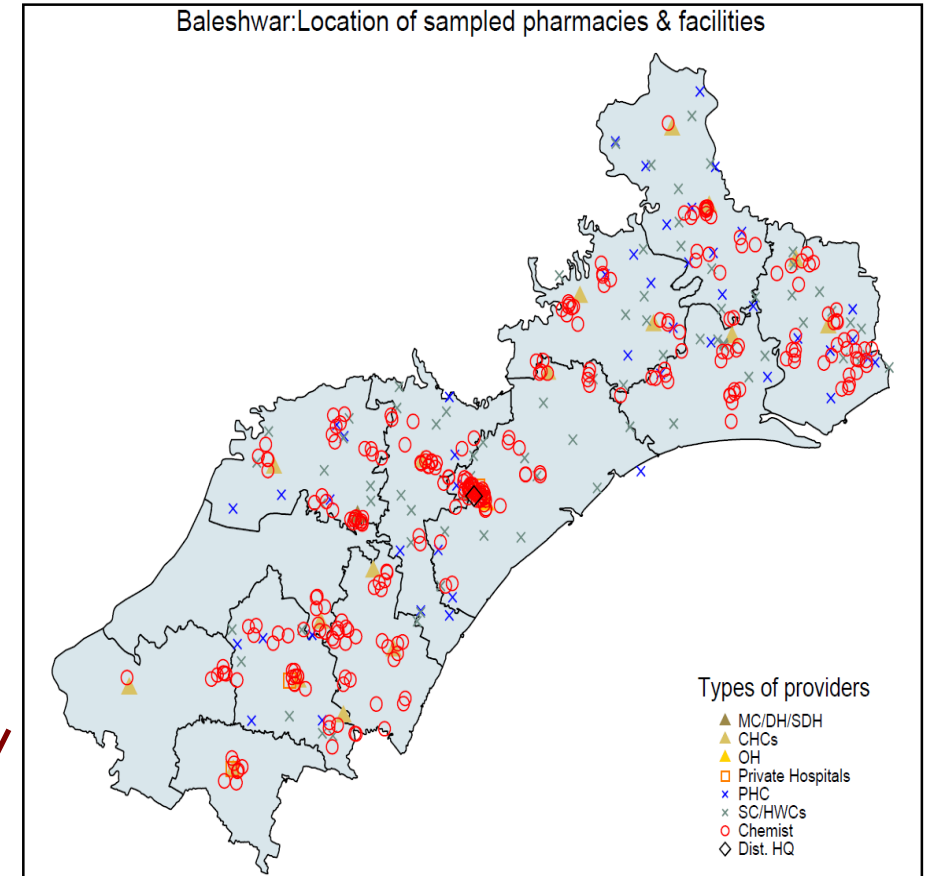 Baleshwar:Location of sampled pharmacies & facilities
Types of providers
MC/DH/SDH
CHCs
OH
Private Hospitals
PHC
SC/HWCs
Chemist
Dist. HQ